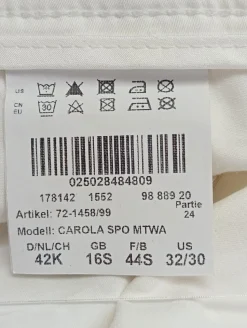 US
CN
EU
30
025028484809
178142 1552 98 889 20
Partie
Artikel: 72-1458/99 24
Modell: CAROLA SPO MTWA
D/NL/CH GB F/B US
42K 16S 44S 32/30